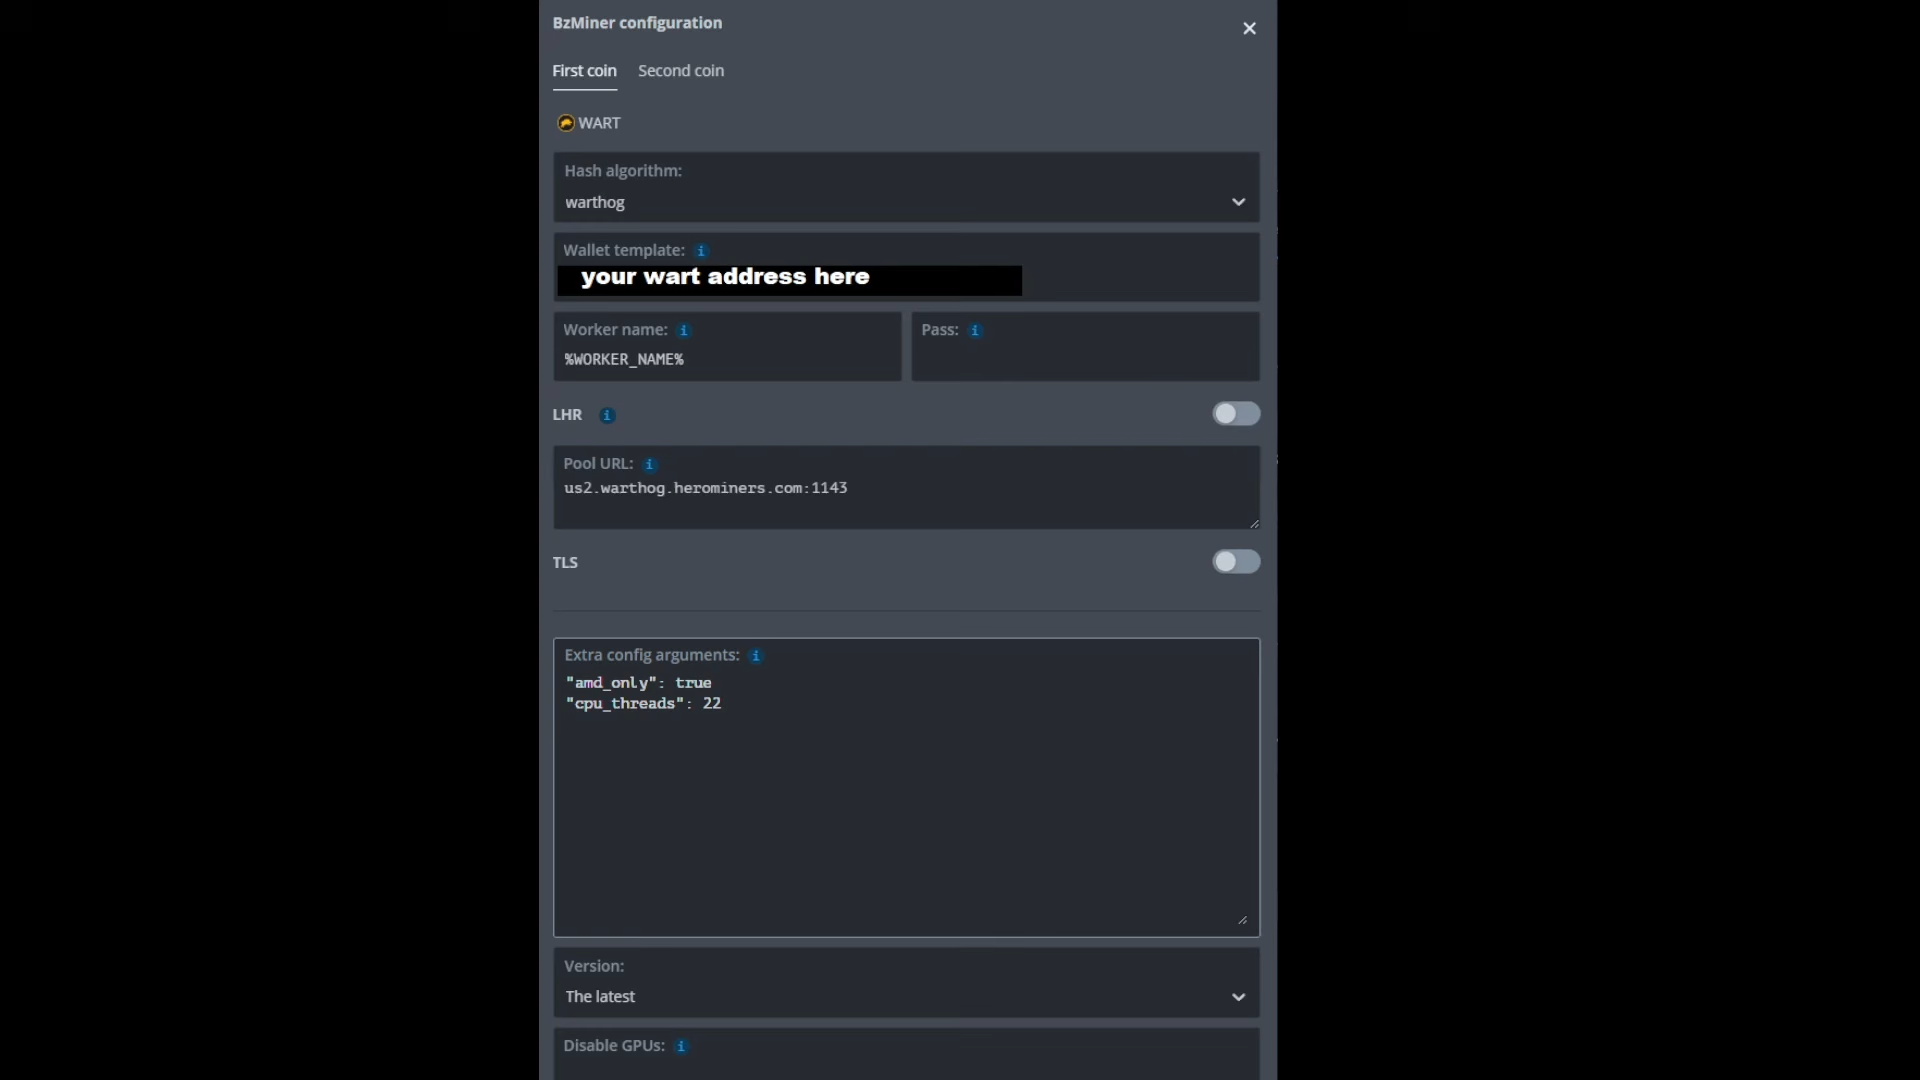 BzMiner configuration
First coin Second coin
WART
Hash algorithm:
warthog
Wallet template:
your wart address here
Worker name: Pass:
%WORKER_NAME%
LHR
Pool URL:
us2.warthog.herominers.com:1143
TLS
Extra config arguments:
"amd_only": true
"cpu_threads": 22
Version:
The latest
Disable GPUs: